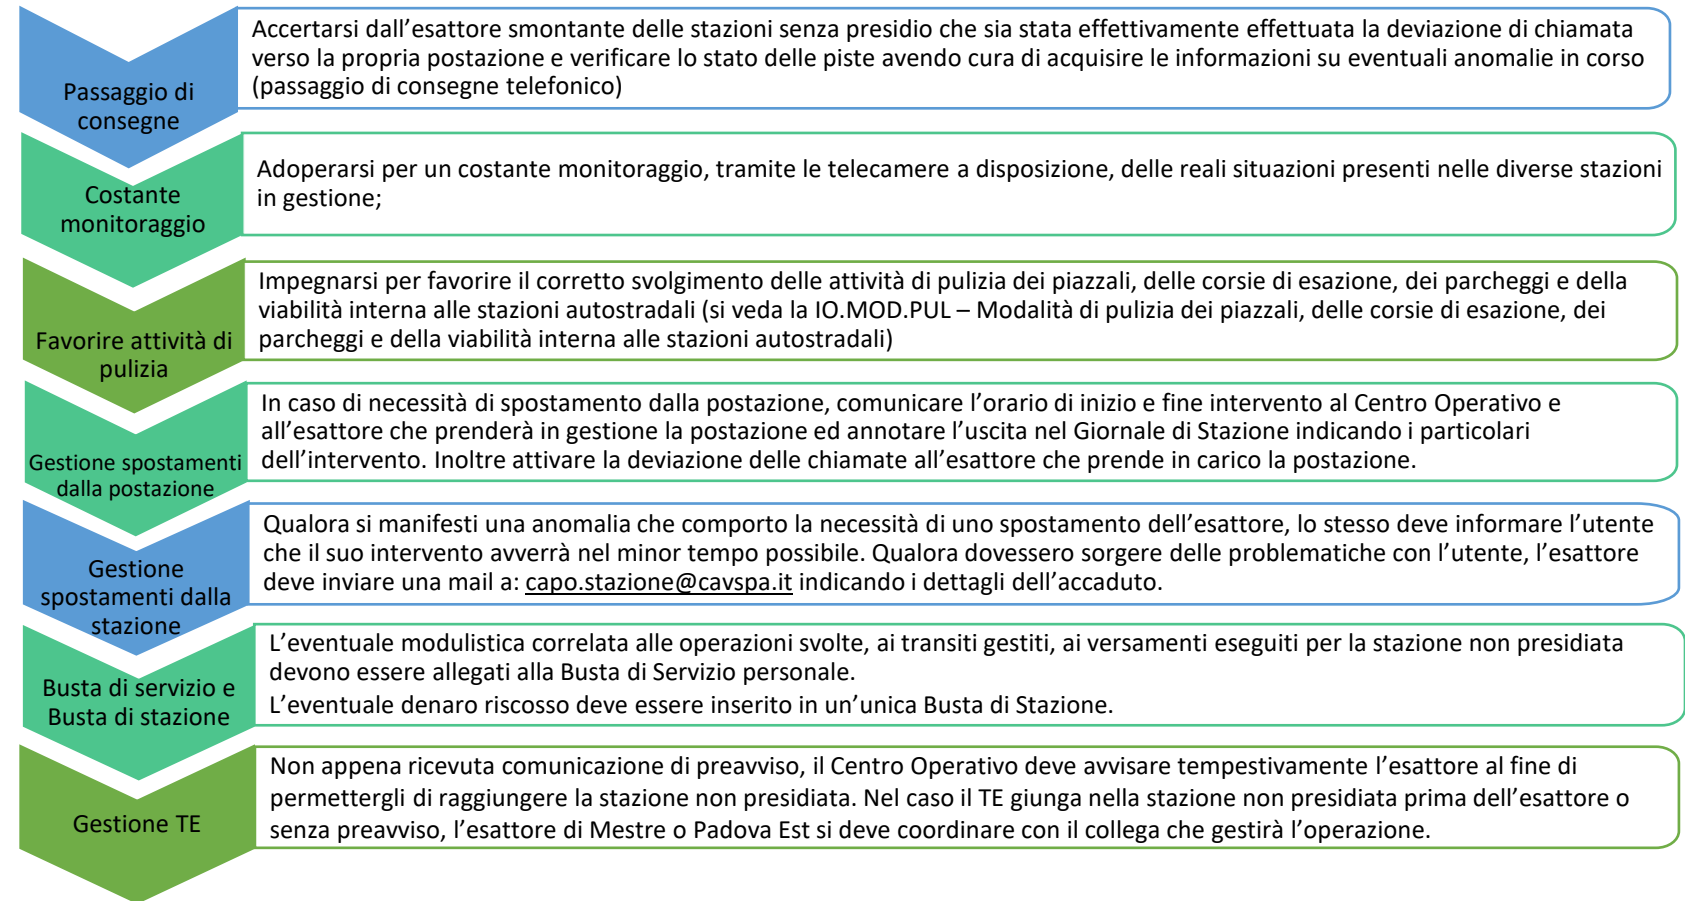 Accertarsi dall’esattore smontante delle stazioni senza presidio che sia stata effettivamente effettuata la deviazione di chiamata
verso la propria postazione e verificare lo stato delle piste avendo cura di acquisire le informazioni su eventuali anomalie in corso
(passaggio di consegne telefonico)
Passaggio di
consegne
Adoperarsi per un costante monitoraggio, tramite le telecamere a disposizione, delle reali situazioni presenti nelle diverse stazioni
in gestione;
Costante
monitoraggio
Impegnarsi per favorire il corretto svolgimento delle attività di pulizia dei piazzali, delle corsie di esazione, dei parcheggi e della
viabilità interna alle stazioni autostradali (si veda la IO.MOD.PUL – Modalità di pulizia dei piazzali, delle corsie di esazione, dei
parcheggi e della viabilità interna alle stazioni autostradali)
Favorire attività di
pulizia
In caso di necessità di spostamento dalla postazione, comunicare l’orario di inizio e fine intervento al Centro Operativo e
all’esattore che prenderà in gestione la postazione ed annotare l’uscita nel Giornale di Stazione indicando i particolari
dell’intervento. Inoltre attivare la deviazione delle chiamate all’esattore che prende in carico la postazione.
Gestione spostamenti
dalla postazione
Qualora si manifesti una anomalia che comporto la necessità di uno spostamento dell’esattore, lo stesso deve informare l’utente
che il suo intervento avverrà nel minor tempo possibile. Qualora dovessero sorgere delle problematiche con l’utente, l’esattore
deve inviare una mail a: capo.stazione@cavspa.it indicando i dettagli dell’accaduto.
Gestione
spostamenti dalla
stazione
L’eventuale modulistica correlata alle operazioni svolte, ai transiti gestiti, ai versamenti eseguiti per la stazione non presidiata
devono essere allegati alla Busta di Servizio personale.
L’eventuale denaro riscosso deve essere inserito in un’unica Busta di Stazione.
Busta di servizio e
Busta di stazione
Non appena ricevuta comunicazione di preavviso, il Centro Operativo deve avvisare tempestivamente l’esattore al fine di
permettergli di raggiungere la stazione non presidiata. Nel caso il TE giunga nella stazione non presidiata prima dell’esattore o
senza preavviso, l’esattore di Mestre o Padova Est si deve coordinare con il collega che gestirà l’operazione.
Gestione TE